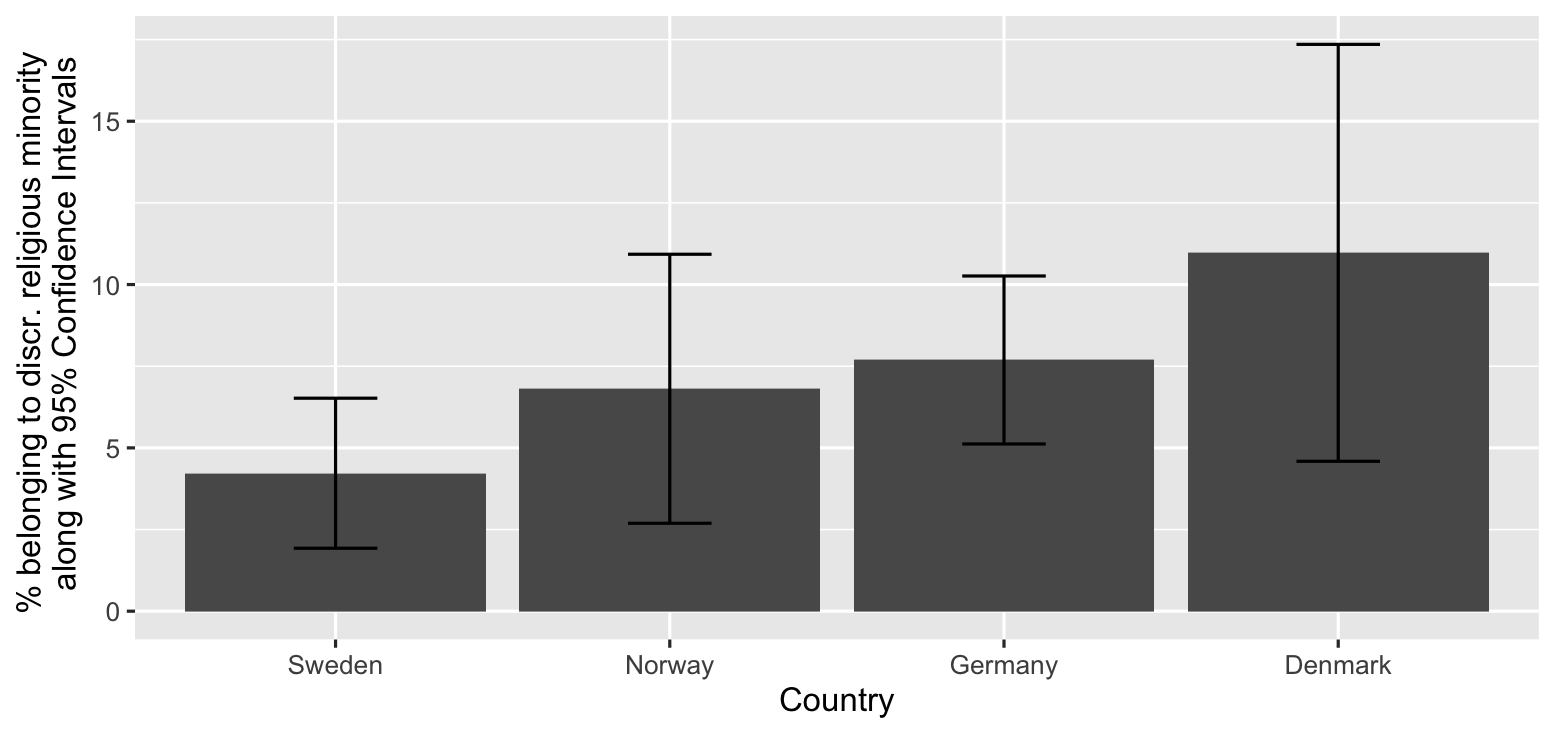 % belonging to discr. religious minority
along with 95% Confidence Intervals
15
10
5
0
Sweden Norway Germany Denmark
Country